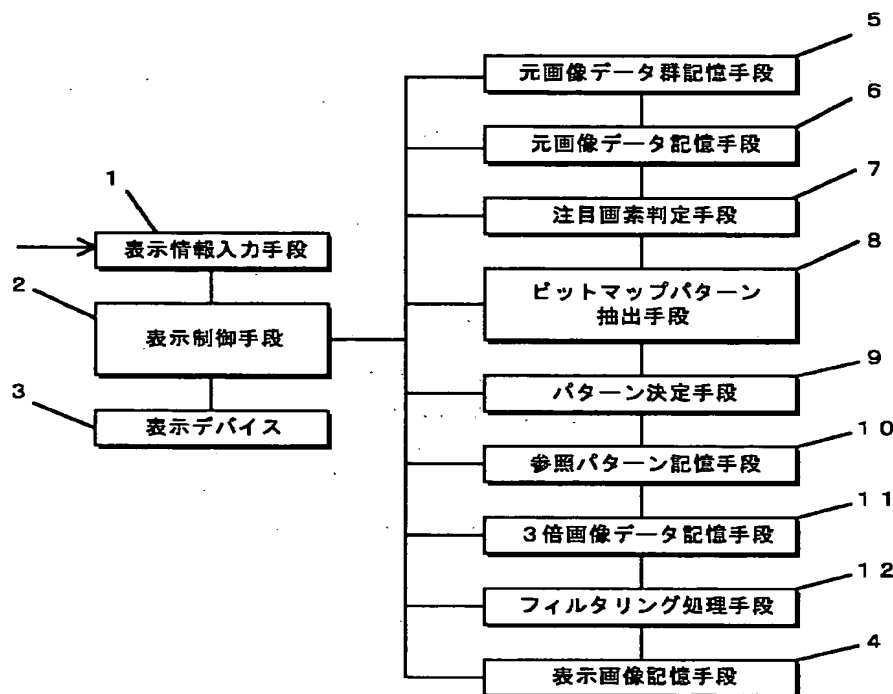 5
元画像データ群記憶手段
6
元画像データ記憶手段
7
注目画素判定手段
8
ビットマップパターン
抽出手段
9
パターン決定手段
10
参照パターン記憶手段
11
3倍画像データ記憶手段
12
フィルタリング処理手段
4
表示画像記憶手段
1
表示情報入力手段
2
表示制御手段
3
表示デバイス